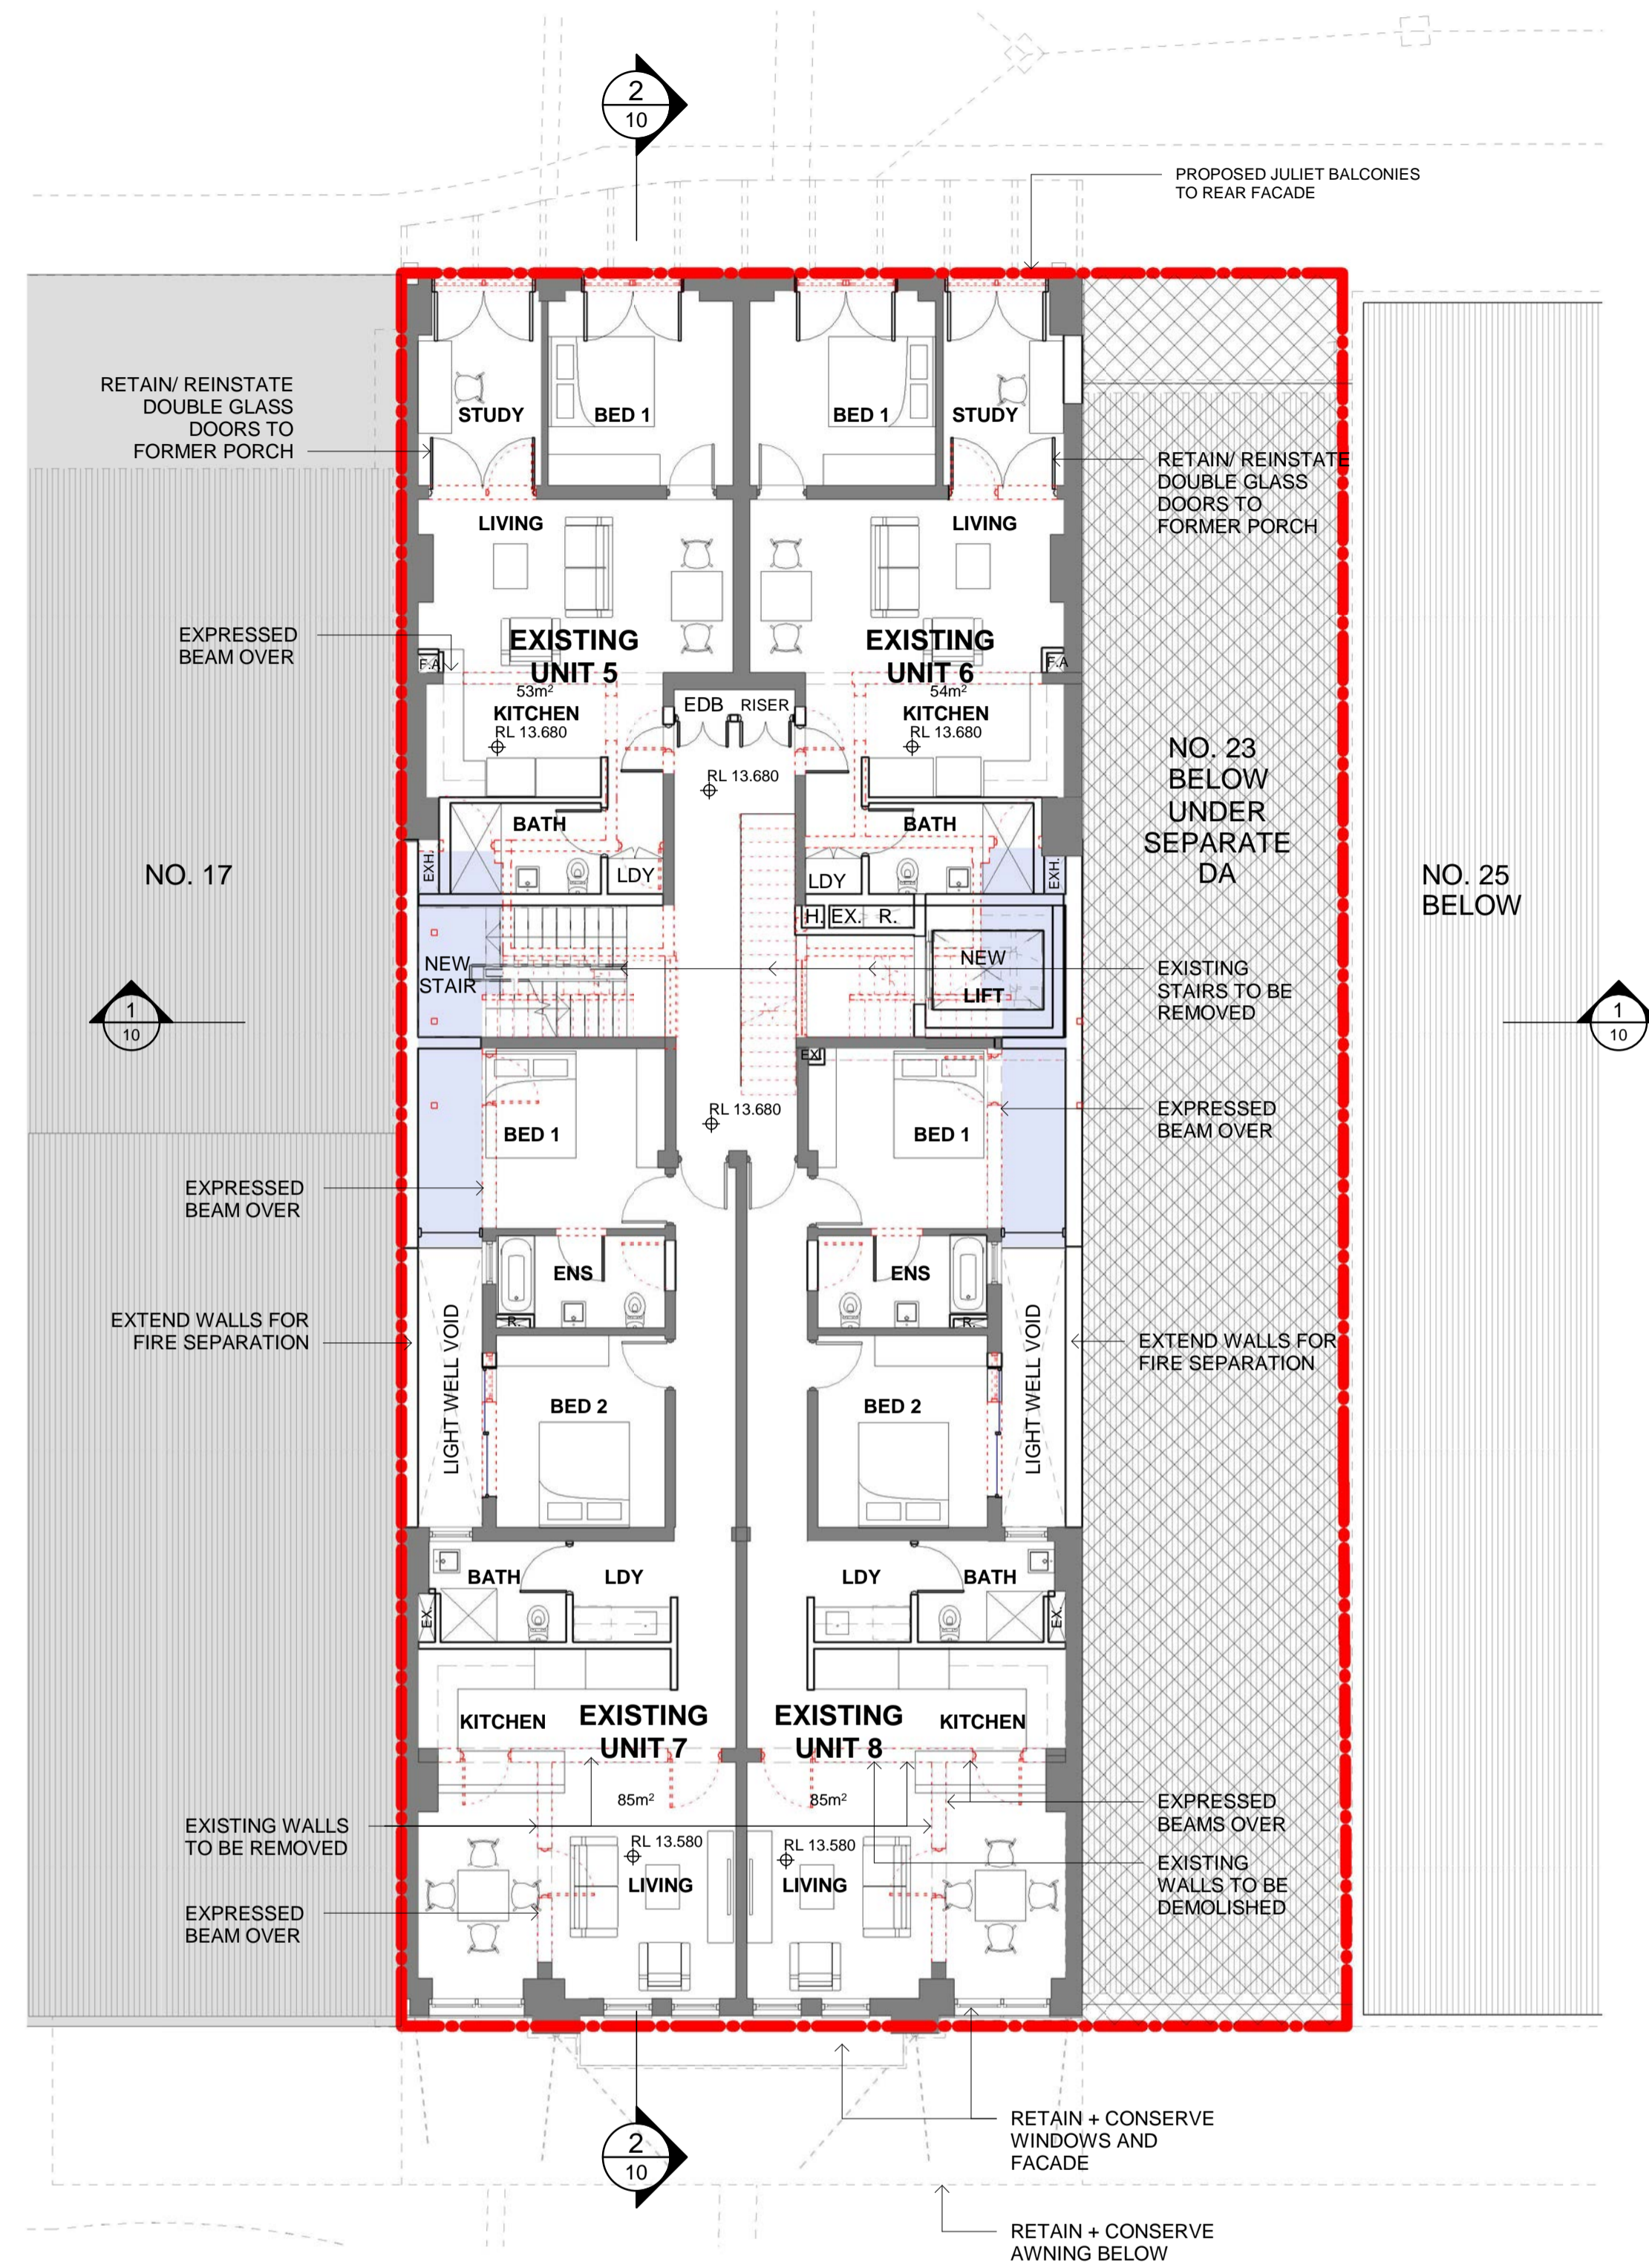 2
10
PROPOSED JULIET BALCONIES
TO REAR FACADE
RETAIN/ REINSTATE
DOUBLE GLASS
DOORS TO
FORMER PORCH
STUDY
BED 1
BED 1
STUDY
RETAIN/ REINSTATE
DOUBLE GLASS
DOORS TO
FORMER PORCH
LIVING
LIVING
EXPRESSED
BEAM OVER
EXISTING
UNIT 5
53m²
EXISTING
UNIT 6
54m²
F.A
F.A
KITCHEN
RL 13.680
EDB
RISER
KITCHEN
RL 13.680
RL 13.680
NO. 23
BELOW
UNDER
SEPARATE
DA
BATH
BATH
EXH.
LDY
LDY
EXH.
NO. 17
NO. 25
BELOW
H.
EX.
R.
NEW
STAIR
NEW
LIFT
EXISTING
STAIRS TO BE
REMOVED
1
10
1
10
RL 13.680
BED 1
BED 1
EXPRESSED
BEAM OVER
EXPRESSED
BEAM OVER
ENS
ENS
R.
R.
EXTEND WALLS FOR
FIRE SEPARATION
EXTEND WALLS FOR
FIRE SEPARATION
LIGHT WELL VOID
LIGHT WELL VOID
BED 2
BED 2
BATH
LDY
LDY
BATH
EX.
EX.
KITCHEN
EXISTING
UNIT 7
85m²
EXISTING
UNIT 8
85m²
KITCHEN
EXISTING WALLS
TO BE REMOVED
EXPRESSED
BEAMS OVER
RL 13.580
LIVING
RL 13.580
LIVING
EXISTING
WALLS TO BE
DEMOLISHED
EXPRESSED
BEAM OVER
2
10
RETAIN + CONSERVE
WINDOWS AND
FACADE
RETAIN + CONSERVE
AWNING BELOW